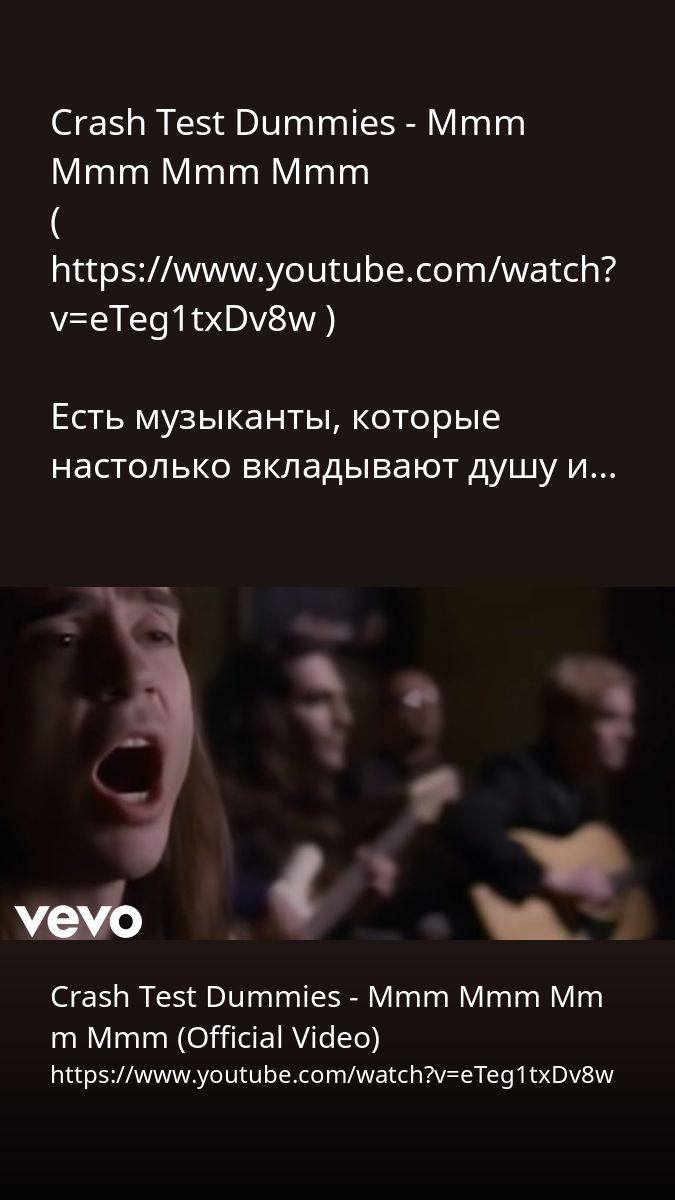 Crash Test Dummies - Mmm
Mmm Mmm Mmm
(
https://www.youtube.com/watch?
v=eTeg1txDv8w )
Есть музыканты, которые
настолько вкладывают душу и...
vevo
Crash Test Dummies - Mmm Mmm Mm
m Mmm (Official Video)
https://www.youtube.com/watch?v=eTeg1txDv8w